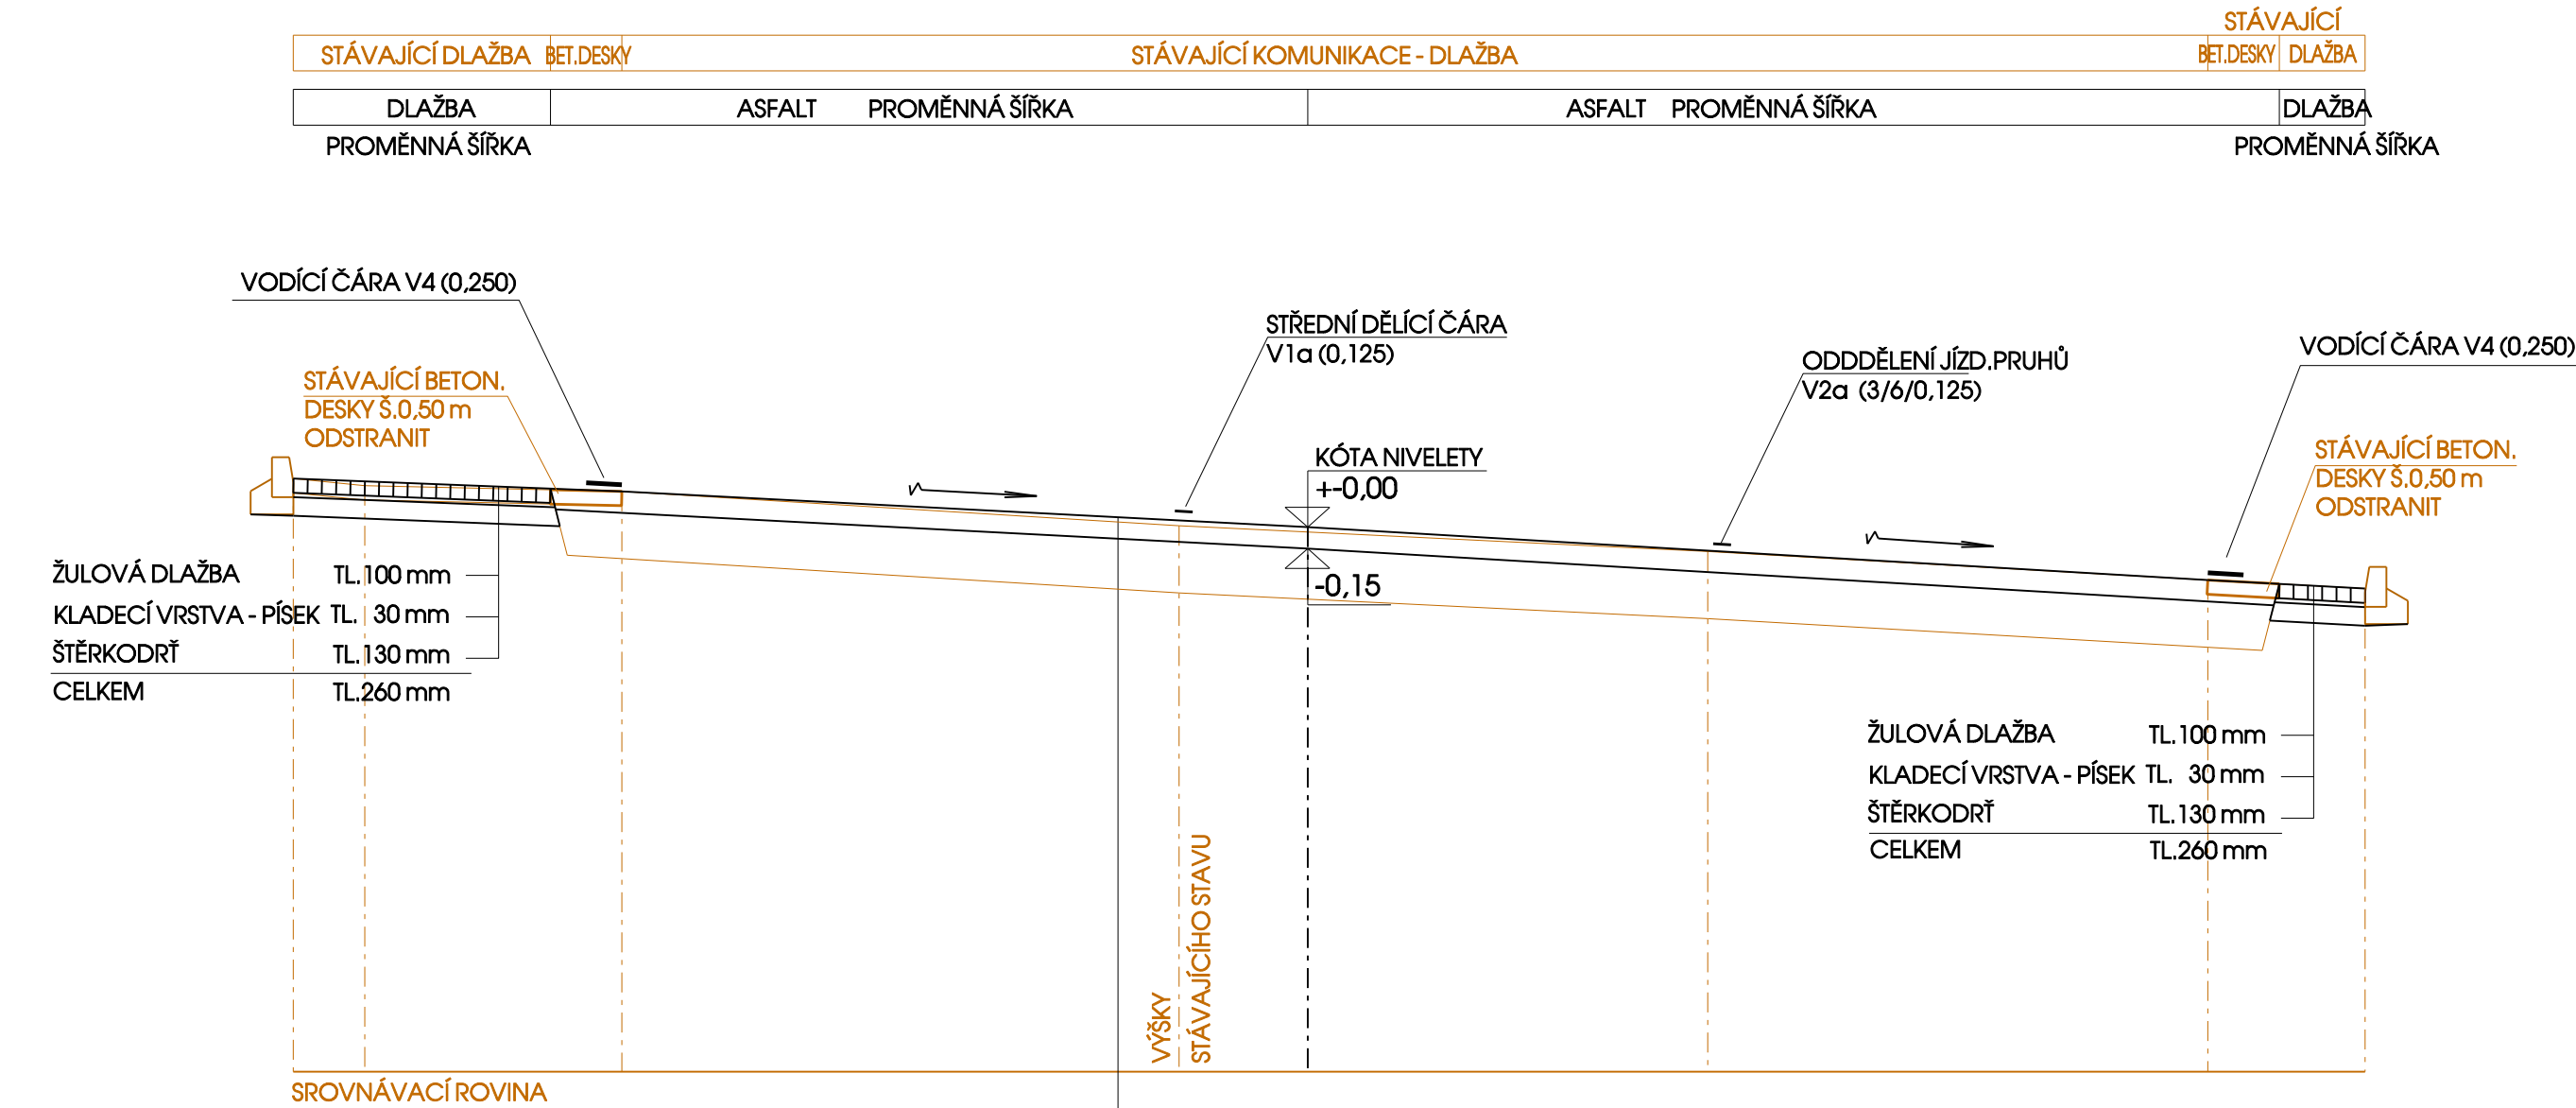 STÁVAJÍCÍ
STÁVAJÍCÍ DLAŽBA BET.DESKY STÁVAJÍCÍ KOMUNIKACE - DLAŽBA BET.DESKY DLAŽBA
DLAŽBA ASFALT PROMĚNNÁ ŠÍŘKA ASFALT PROMĚNNÁ ŠÍŘKA DLAŽBA
PROMĚNNÁ ŠÍŘKA PROMĚNNÁ ŠÍŘKA
VODÍCÍ ČÁRA V4 (0,250)
STŘEDNÍ DĚLÍCÍ ČÁRA
V1a (0,125)
ODDDĚLENÍ JÍZD.PRUHŮ
V2a (3/6/0,125)
VODÍCÍ ČÁRA V4 (0,250)
STÁVAJÍCÍ BETON.
DESKY Š.0,50 m
ODSTRANIT
KÓTA NIVELETY
+-0,00
-0,15
STÁVAJÍCÍ BETON.
DESKY Š.0,50 m
ODSTRANIT
ŽULOVÁ DLAŽBA TL.100 mm
KLADECÍ VRSTVA - PÍSEK TL. 30 mm
ŠTĚRKODRŤ TL.130 mm
CELKEM TL.260 mm
ŽULOVÁ DLAŽBA TL.100 mm
KLADECÍ VRSTVA - PÍSEK TL. 30 mm
ŠTĚRKODRŤ TL.130 mm
CELKEM TL.260 mm
VÝŠKY
STÁVAJÍCÍHO STAVU
SROVNÁVACÍ ROVINA